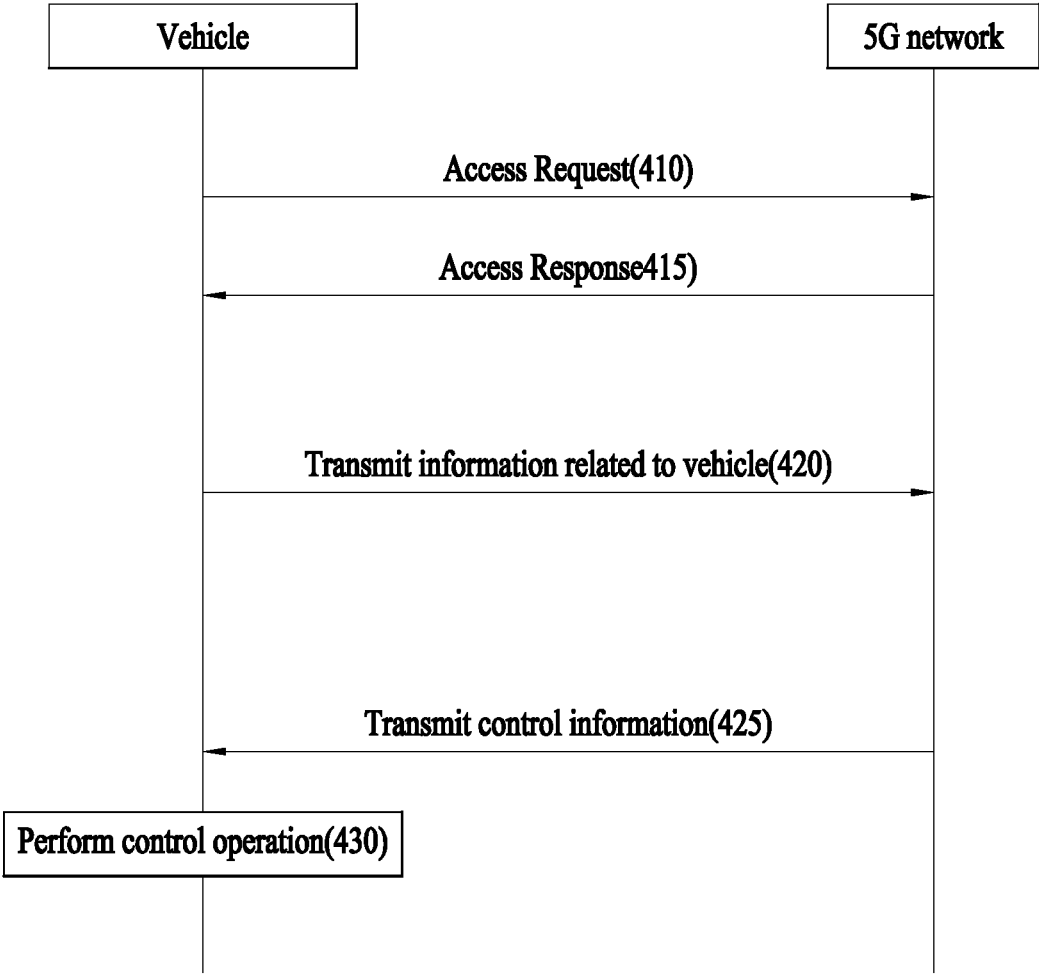 Vehicle
5G network
Access Request(410)
Access Response415)
Transmit information related to vehicle(420)
Transmit control information(425)
Perform control operation(430)